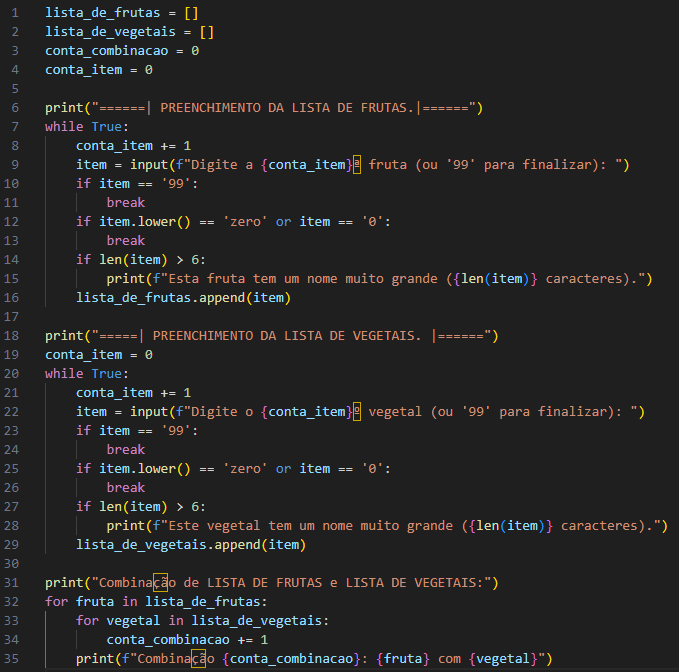 1 lista_de_frutas = []
2 lista_de_vegetais = []
3 conta_combinacao = 0
4 conta_item = 0
5
6 print("======| PREENCHIMENTO DA LISTA DE FRUTAS.|======")
7 while True:
8     conta_item += 1
9     item = input(f"Digite a {conta_item}ª fruta (ou '99' para finalizar): ")
10     if item == '99':
11         break
12     if item.lower() == 'zero' or item == '0':
13         break
14     if len(item) > 6:
15         print(f"Esta fruta tem um nome muito grande ({len(item)} caracteres).")
16     lista_de_frutas.append(item)
17
18 print("=====| PREENCHIMENTO DA LISTA DE VEGETAIS. |======")
19 conta_item = 0
20 while True:
21     conta_item += 1
22     item = input(f"Digite o {conta_item}º vegetal (ou '99' para finalizar): ")
23     if item == '99':
24         break
25     if item.lower() == 'zero' or item == '0':
26         break
27     if len(item) > 6:
28         print(f"Este vegetal tem um nome muito grande ({len(item)} caracteres).")
29     lista_de_vegetais.append(item)
30
31 print("Combinação de LISTA DE FRUTAS e LISTA DE VEGETAIS:")
32 for fruta in lista_de_frutas:
33     for vegetal in lista_de_vegetais:
34         conta_combinacao += 1
35     print(f"Combinação {conta_combinacao}: {fruta} com {vegetal}")